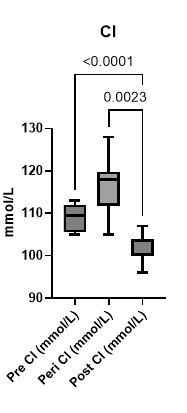 Cl
<0.0001
0.0023
130
120
110
100
90
mmol/L
Pre Cl (mmol/L)
Peri Cl (mmol/L)
Post Cl (mmol/L)